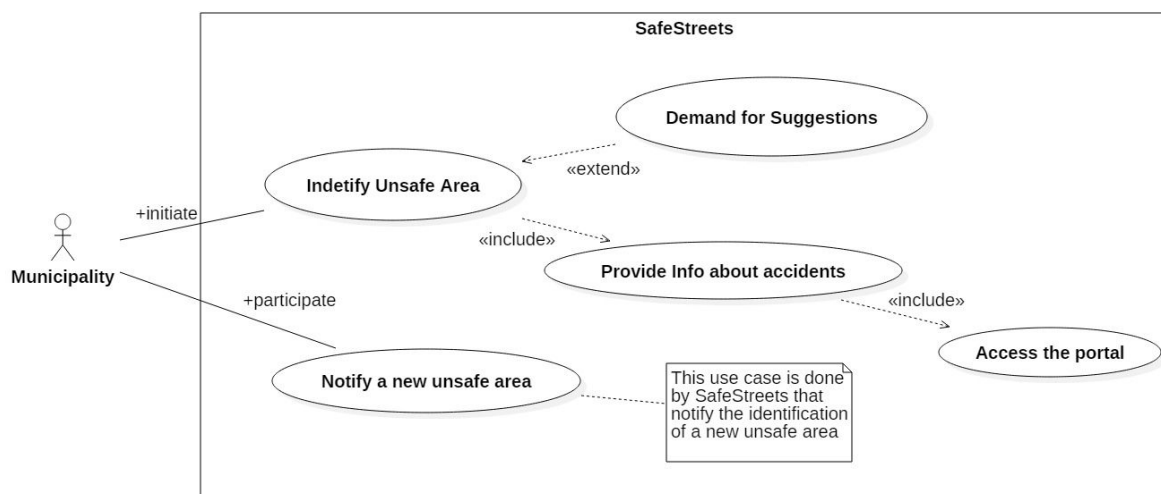 SafeStreets
Demand for Suggestions
«extend»
Indetify Unsafe Area
+initiate
«include»
Municipality
Provide Info about accidents
+participate
«include»
Access the portal
Notify a new unsafe area
This use case is done
by SafeStreets that
notify the identification
of a new unsafe area